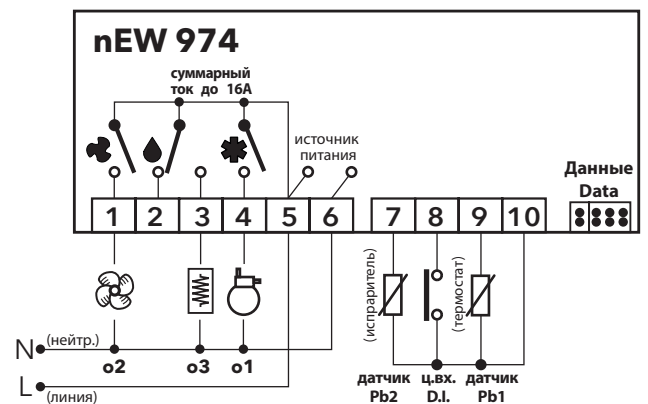 nEW 974
суммарный
ток до 16A
источник
питания
Данные
Data
1 2 3 4 5 6 7 8 9 10
(испраритель)
(термостат)
N (нейтр.)
o2 o3 o1
L (линия)
датчик ц.вх. датчик
Pb2 D.I. Pb1